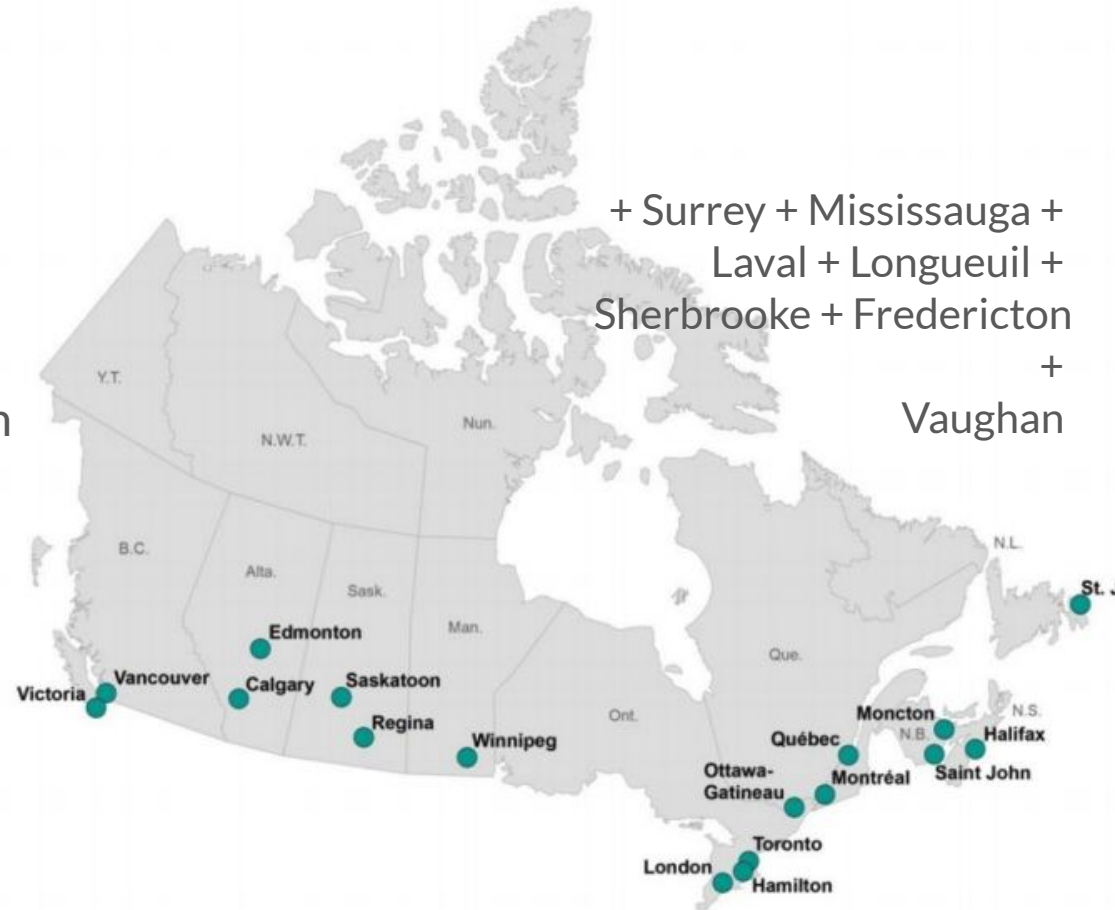 + Surrey + Mississauga +
Laval + Longueuil +
Sherbrooke + Fredericton
+
Vaughan
Y.T.
N.W.T.
Nun.
B.C.
Alta.
Sask.
Man.
Ont.
Que.
N.L.
N.B.
N.S.
St.
Edmonton
Vancouver
Victoria
Calgary
Saskatoon
Regina
Winnipeg
Moncton
Halifax
Saint John
Québec
Montréal
Ottawa-
Gatineau
Toronto
London
Hamilton